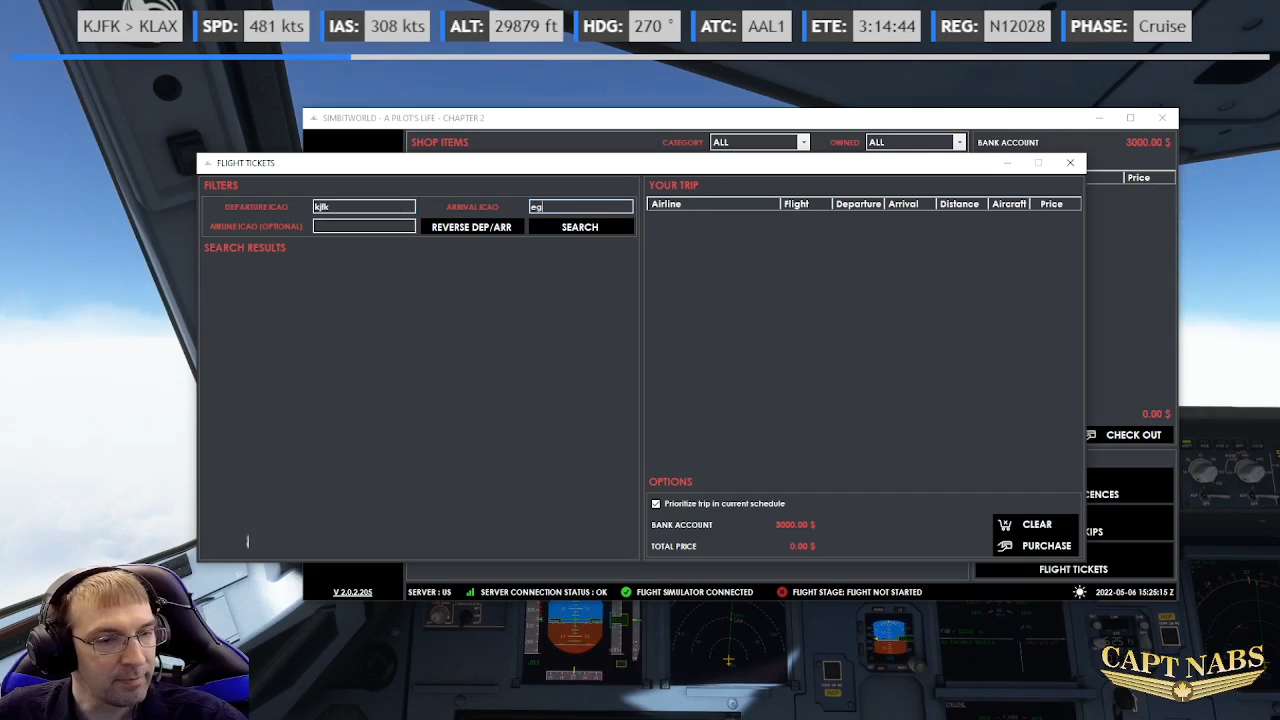 KJFK > KLAX SPD: 481 kts IAS: 308 kts ALT: 29879 ft HDG: 270 ° ATC: AAL1 ETE: 3:14:44 REG: N12028 PHASE: Cruise
SIMBITWORLD - A PILOT'S LIFE - CHAPTER 2
SHOP ITEMS CATEGORY ALL OWNED ALL BANK ACCOUNT 3000.00 $
Price
FLIGHT TICKETS
FILTERS
DEPARTURE ICAO kjfk ARRIVAL ICAO eg
AIRLINE ICAO (OPTIONAL) REVERSE DEP/ARR SEARCH
SEARCH RESULTS
YOUR TRIP
Airline Flight Departure Arrival Distance Aircraft Price
0.00 $
CHECK OUT
OPTIONS
Prioritize trip in current schedule
BANK ACCOUNT 3000.00 $
TOTAL PRICE 0.00 $
CLEAR
PURCHASE
CENCES
KIPS
FLIGHT TICKETS
V 2.0.2.205 SERVER : US SERVER CONNECTION STATUS : OK FLIGHT SIMULATOR CONNECTED FLIGHT STAGE: FLIGHT NOT STARTED 2022-05-06 15:25:15 Z
CAPT NABS